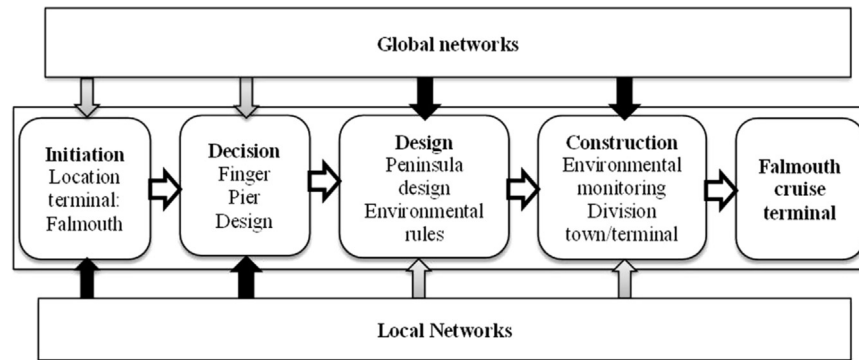 Global networks
Initiation
Location
terminal:
Falmouth
Decision
Finger
Pier
Design
Design
Peninsula
design
Environmental
rules
Construction
Environmental
monitoring
Division
town/terminal
Falmouth
cruise
terminal
Local Networks